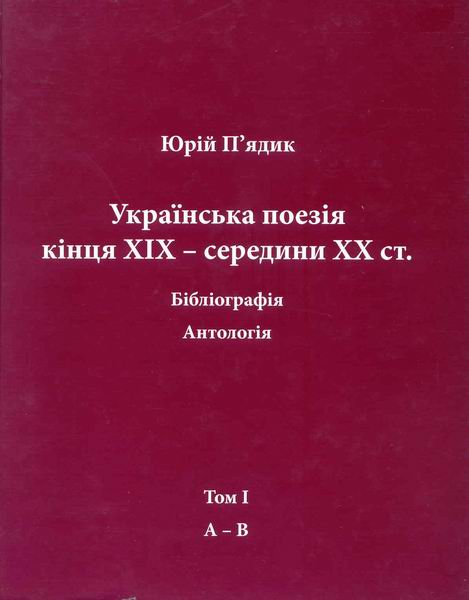 Юрій П’ядик
Українська поезія
кінця XIX – середини XX ст.
Бібліографія
Антологія
Том I
А – В